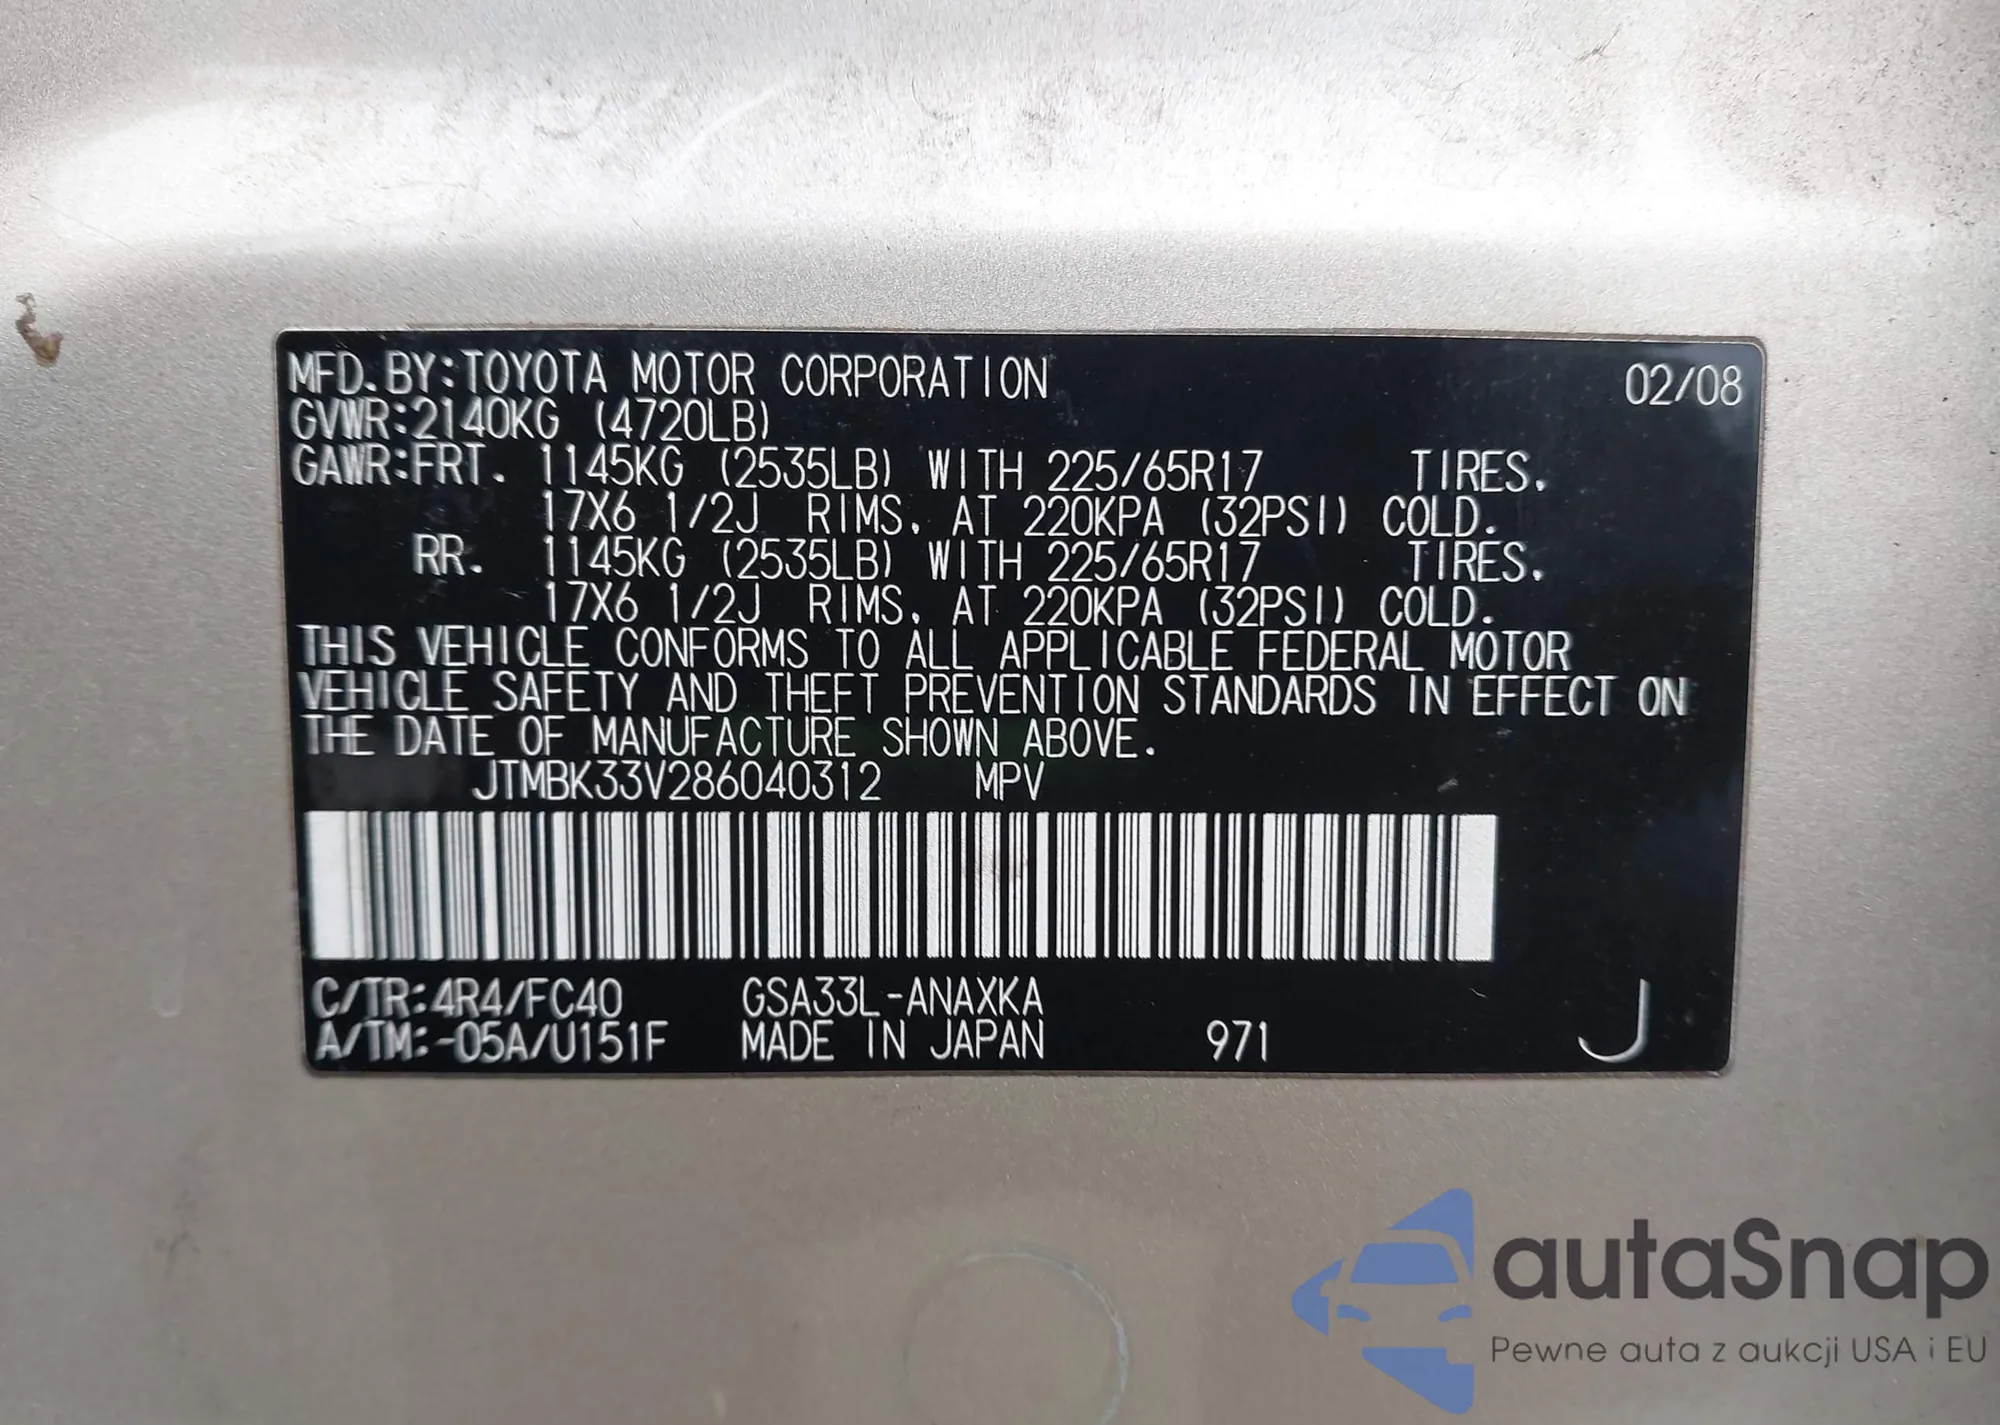 MFD. BY:TOYOTA MOTOR CORPORATION 02/08
GVWR:2140KG (4720LB)
GAWR:FRT. 1145KG (2535LB) WITH 225/65R17 TIRES.
17X6 1/2J RIMS. AT 220KPA (32PSI) COLD.
RR. 1145KG (2535LB) WITH 225/65R17 TIRES.
17X6 1/2J RIMS. AT 220KPA (32PSI) COLD.
THIS VEHICLE CONFORMS TO ALL APPLICABLE FEDERAL MOTOR
VEHICLE SAFETY AND THEFT PREVENTION STANDARDS IN EFFECT ON
THE DATE OF MANUFACTURE SHOWN ABOVE.
JTMBK33V286040312 MPV
C/TR:4R4/FC40 GSA33L-ANAXKA
A/TM:-05A/U151F MADE IN JAPAN 971 J
autaSnap
Pewne auta z aukcji USA i EU